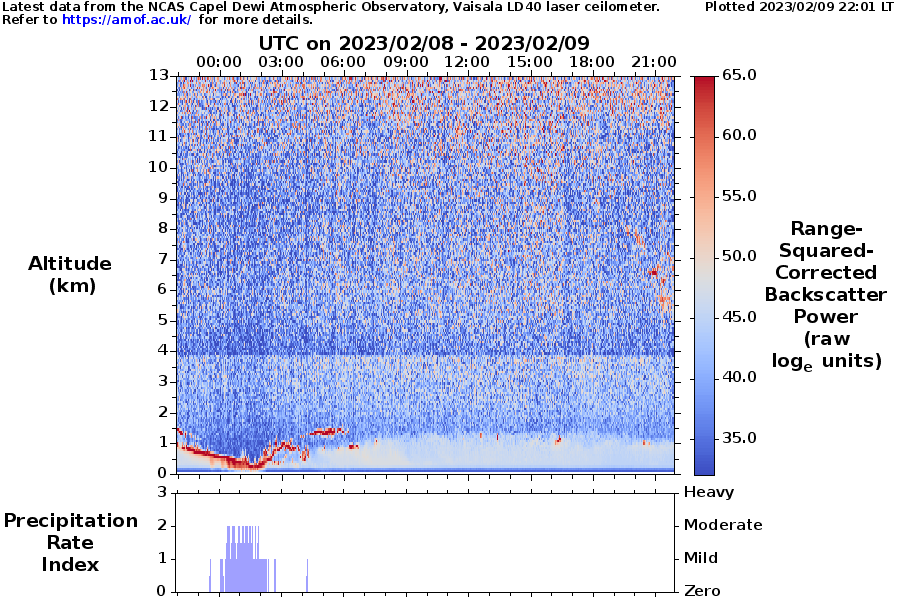 Latest data from the NCAS Capel Dewi Atmospheric Observatory, Vaisala LD40 laser ceilometer. Plotted 2023/02/09 22:01 LT
Refer to https://amof.ac.uk/ for more details.
UTC on 2023/02/08 - 2023/02/09
00:00 03:00 06:00 09:00 12:00 15:00 18:00 21:00
13
12
11
10
9
8
7
6
5
4
3
2
1
0
Altitude
(km)
65.0
60.0
55.0
50.0
45.0
40.0
35.0
Range-
Squared-
Corrected
Backscatter
Power
(raw
loge units)
3
2
1
0
Precipitation
Rate
Index
Heavy
Moderate
Mild
Zero